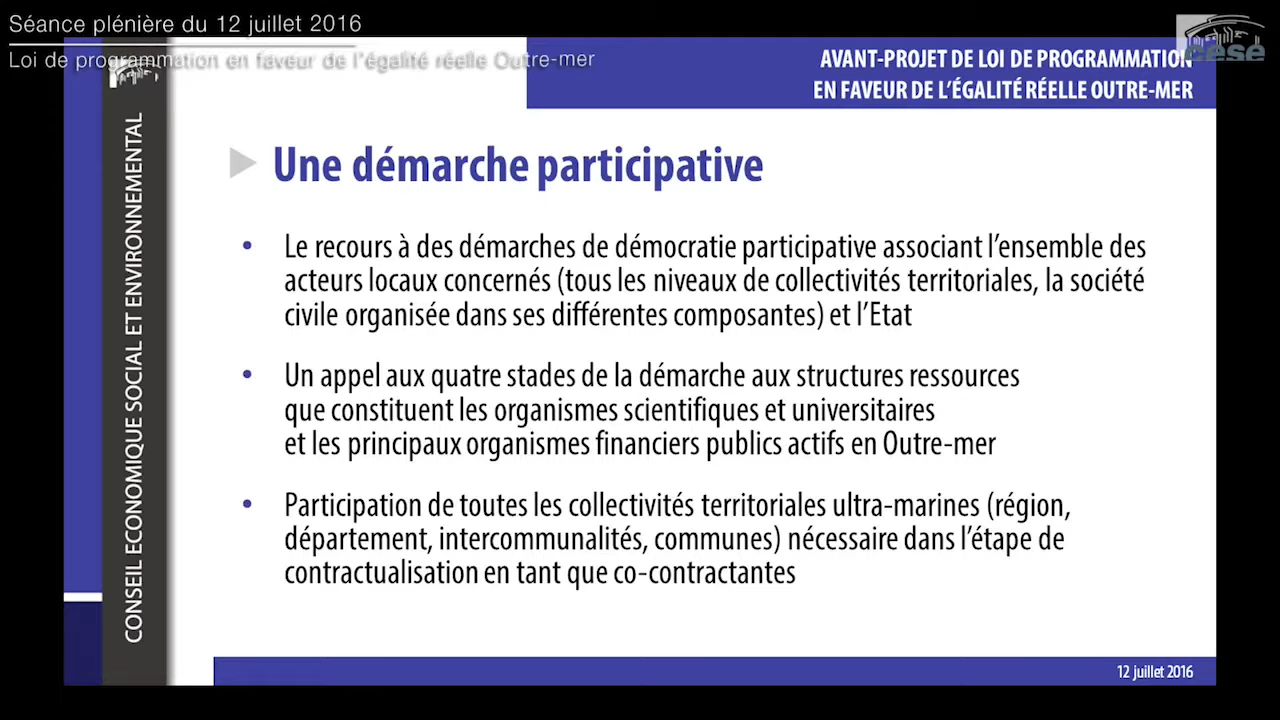 Séance plénière du 12 juillet 2016
Loi de programmation en faveur de l'égalité réelle Outre-mer
cese
AVANT-PROJET DE LOI DE PROGRAMMATION
EN FAVEUR DE L'ÉGALITÉ RÉELLE OUTRE-MER
CONSEIL ECONOMIQUE SOCIAL ET ENVIRONNEMENTAL
Une démarche participative
• Le recours à des démarches de démocratie participative associant l'ensemble des
acteurs locaux concernés (tous les niveaux de collectivités territoriales, la société
civile organisée dans ses différentes composantes) et l'Etat
• Un appel aux quatre stades de la démarche aux structures ressources
que constituent les organismes scientifiques et universitaires
et les principaux organismes financiers publics actifs en Outre-mer
• Participation de toutes les collectivités territoriales ultra-marines (région,
département, intercommunalités, communes) nécessaire dans l'étape de
contractualisation en tant que co-contractantes
12 juillet 2016